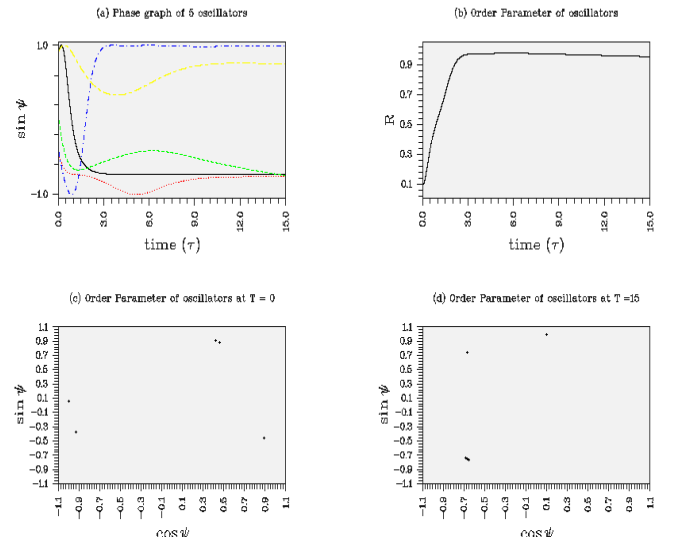 (a) Phase graph of 5 oscillators
(b) Order Parameter of oscillators
1.0
sin ψ
−1.0
0.0 3.0 6.0 9.0 12.0 15.0
time (τ)
0.9
0.7
R
0.5
0.3
0.1
0.0 3.0 6.0 9.0 12.0 15.0
time (τ)
(c) Order Parameter of oscillators at T = 0
(d) Order Parameter of oscillators at T =15
1.1
0.9
0.7
0.5
0.3
sin ψ
0.1
−0.1
−0.3
−0.5
−0.7
−0.9
−1.1
−1.1 −0.9 −0.7 −0.5 −0.3 −0.1 0.1 0.3 0.5 0.7 0.9 1.1
cos ψ
1.1
0.9
0.7
0.5
0.3
sin ψ
0.1
−0.1
−0.3
−0.5
−0.7
−0.9
−1.1
−1.1 −0.9 −0.7 −0.5 −0.3 −0.1 0.1 0.3 0.5 0.7 0.9 1.1
cos ψ